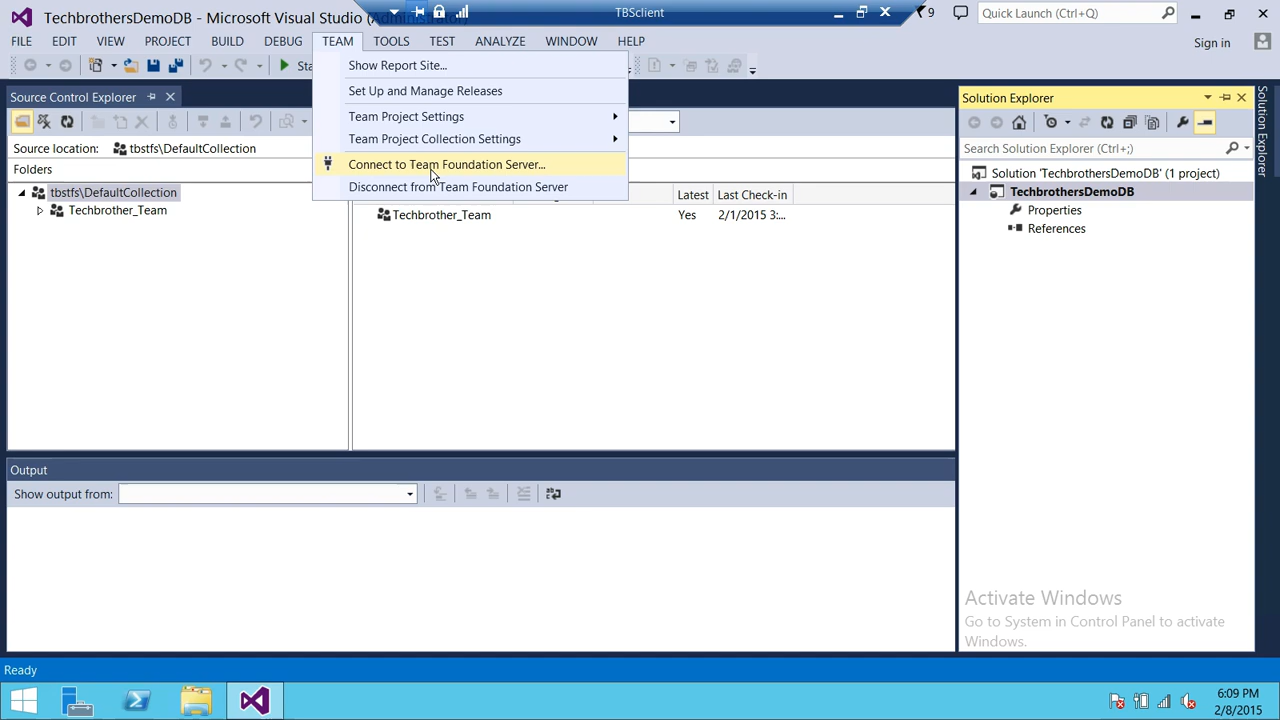 TechbrothersDemoDB - Microsoft Visual Studio (Administrator)
TBSclient
9
Quick Launch (Ctrl+Q)
FILE EDIT VIEW PROJECT BUILD DEBUG TEAM TOOLS TEST ANALYZE WINDOW HELP
Sign in
Sta
Show Report Site...
Set Up and Manage Releases
Team Project Settings
Team Project Collection Settings
Connect to Team Foundation Server...
Disconnect from Team Foundation Server
Source Control Explorer
Source location: tbstfs\DefaultCollection
Folders
tbstfs\DefaultCollection
Techbrother_Team
Latest Last Check-in
Techbrother_Team Yes 2/1/2015 3:...
Output
Show output from:
Solution Explorer
Search Solution Explorer (Ctrl+;)
Solution 'TechbrothersDemoDB' (1 project)
TechbrothersDemoDB
Properties
References
Solution Explorer
Activate Windows
Go to System in Control Panel to activate
Windows.
Ready
6:09 PM
2/8/2015